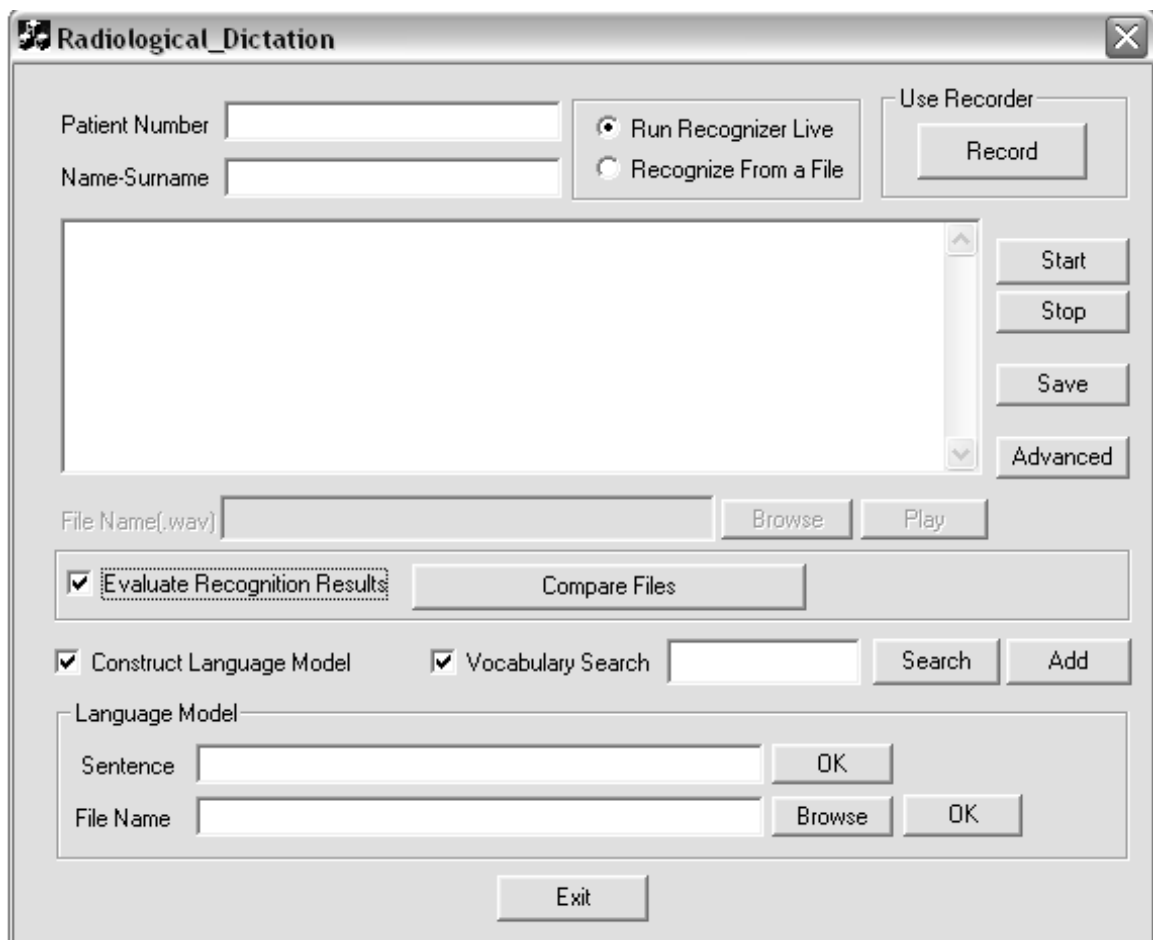 Radiological_Dictation
Patient Number
Run Recognizer Live
Use Recorder
Record
Name-Surname
Recognize From a File
Start
Stop
Save
Advanced
File Name(.wav)
Browse
Play
Evaluate Recognition Results
Compare Files
Construct Language Model
Vocabulary Search
Search
Add
Language Model
Sentence
OK
File Name
Browse
OK
Exit